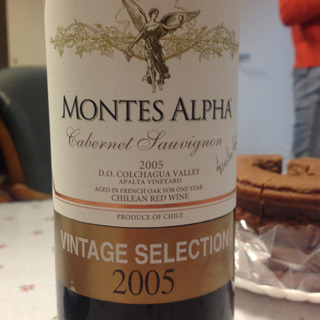 MONTES ALPHA
Cabernet Sauvignon
2005
D.O. COLCHAGUA VALLEY
APALTA VINEYARD
AGED IN FRENCH OAK FOR ONE YEAR
CHILEAN RED WINE
PRODUCE OF CHILE
VINTAGE SELECTION
2005